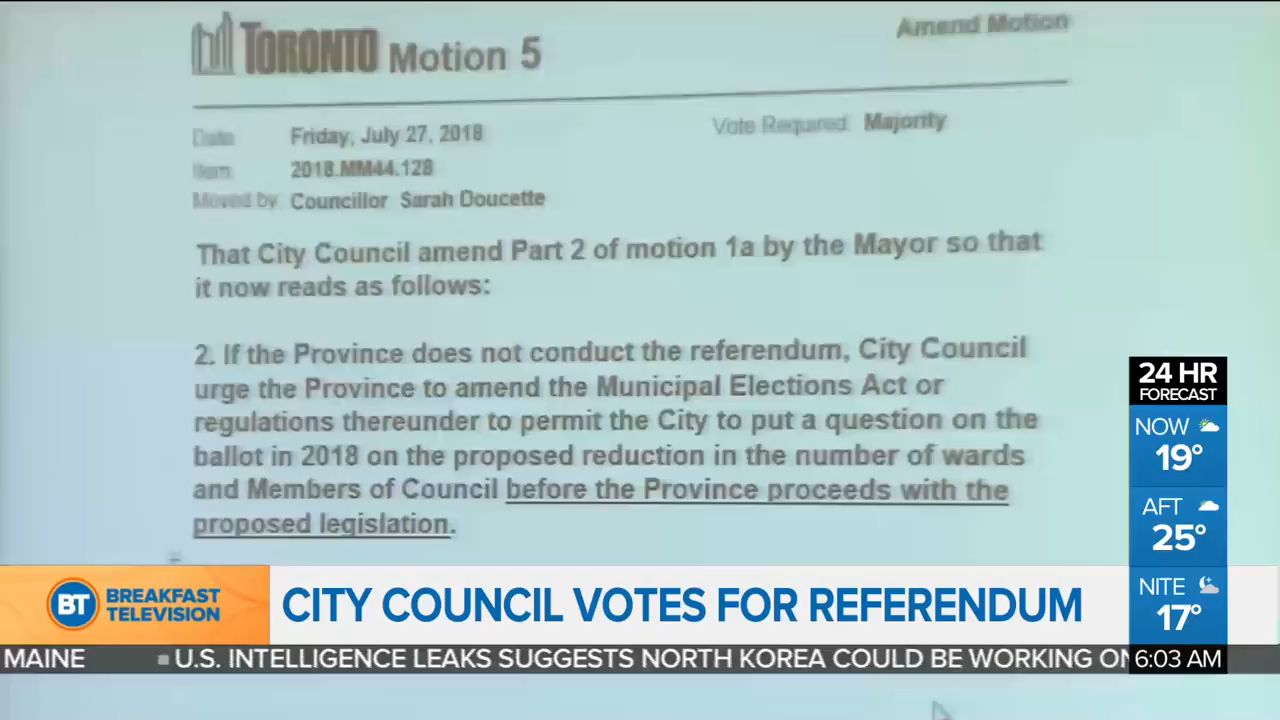 TORONTO Motion 5
Amend Motion
Date Friday, July 27, 2018
Vote Required Majority
Item 2018.MM44.128
Moved by Councillor Sarah Doucette
That City Council amend Part 2 of motion 1a by the Mayor so that
it now reads as follows:
2. If the Province does not conduct the referendum, City Council
urge the Province to amend the Municipal Elections Act or
regulations thereunder to permit the City to put a question on the
ballot in 2018 on the proposed reduction in the number of wards
and Members of Council before the Province proceeds with the
proposed legislation.
24 HR
FORECAST
NOW
19°
AFT
25°
NITE
17°
BT BREAKFAST
TELEVISION
CITY COUNCIL VOTES FOR REFERENDUM
MAINE ■ U.S. INTELLIGENCE LEAKS SUGGESTS NORTH KOREA COULD BE WORKING ON
6:03 AM